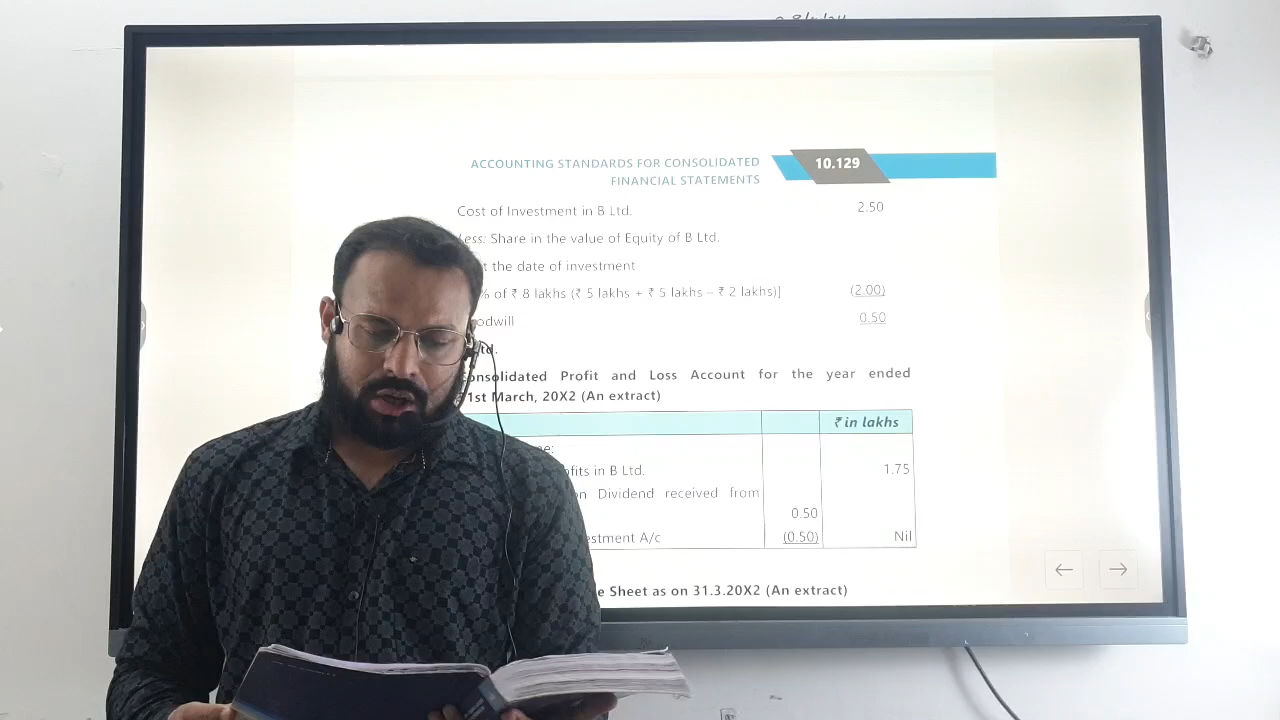 ACCOUNTING STANDARDS FOR CONSOLIDATED
FINANCIAL STATEMENTS
10.129
Cost of Investment in B Ltd. 2.50
ess: Share in the value of Equity of B Ltd.
t the date of investment
% of ₹ 8 lakhs (₹ 5 lakhs + ₹ 5 lakhs – ₹ 2 lakhs)] (2.00)
odwill 0.50
td.
onsolidated Profit and Loss Account for the year ended
1st March, 20X2 (An extract)
₹ in lakhs
e:
fits in B Ltd. 1.75
on Dividend received from
0.50
estment A/c (0.50) Nil
e Sheet as on 31.3.20X2 (An extract)